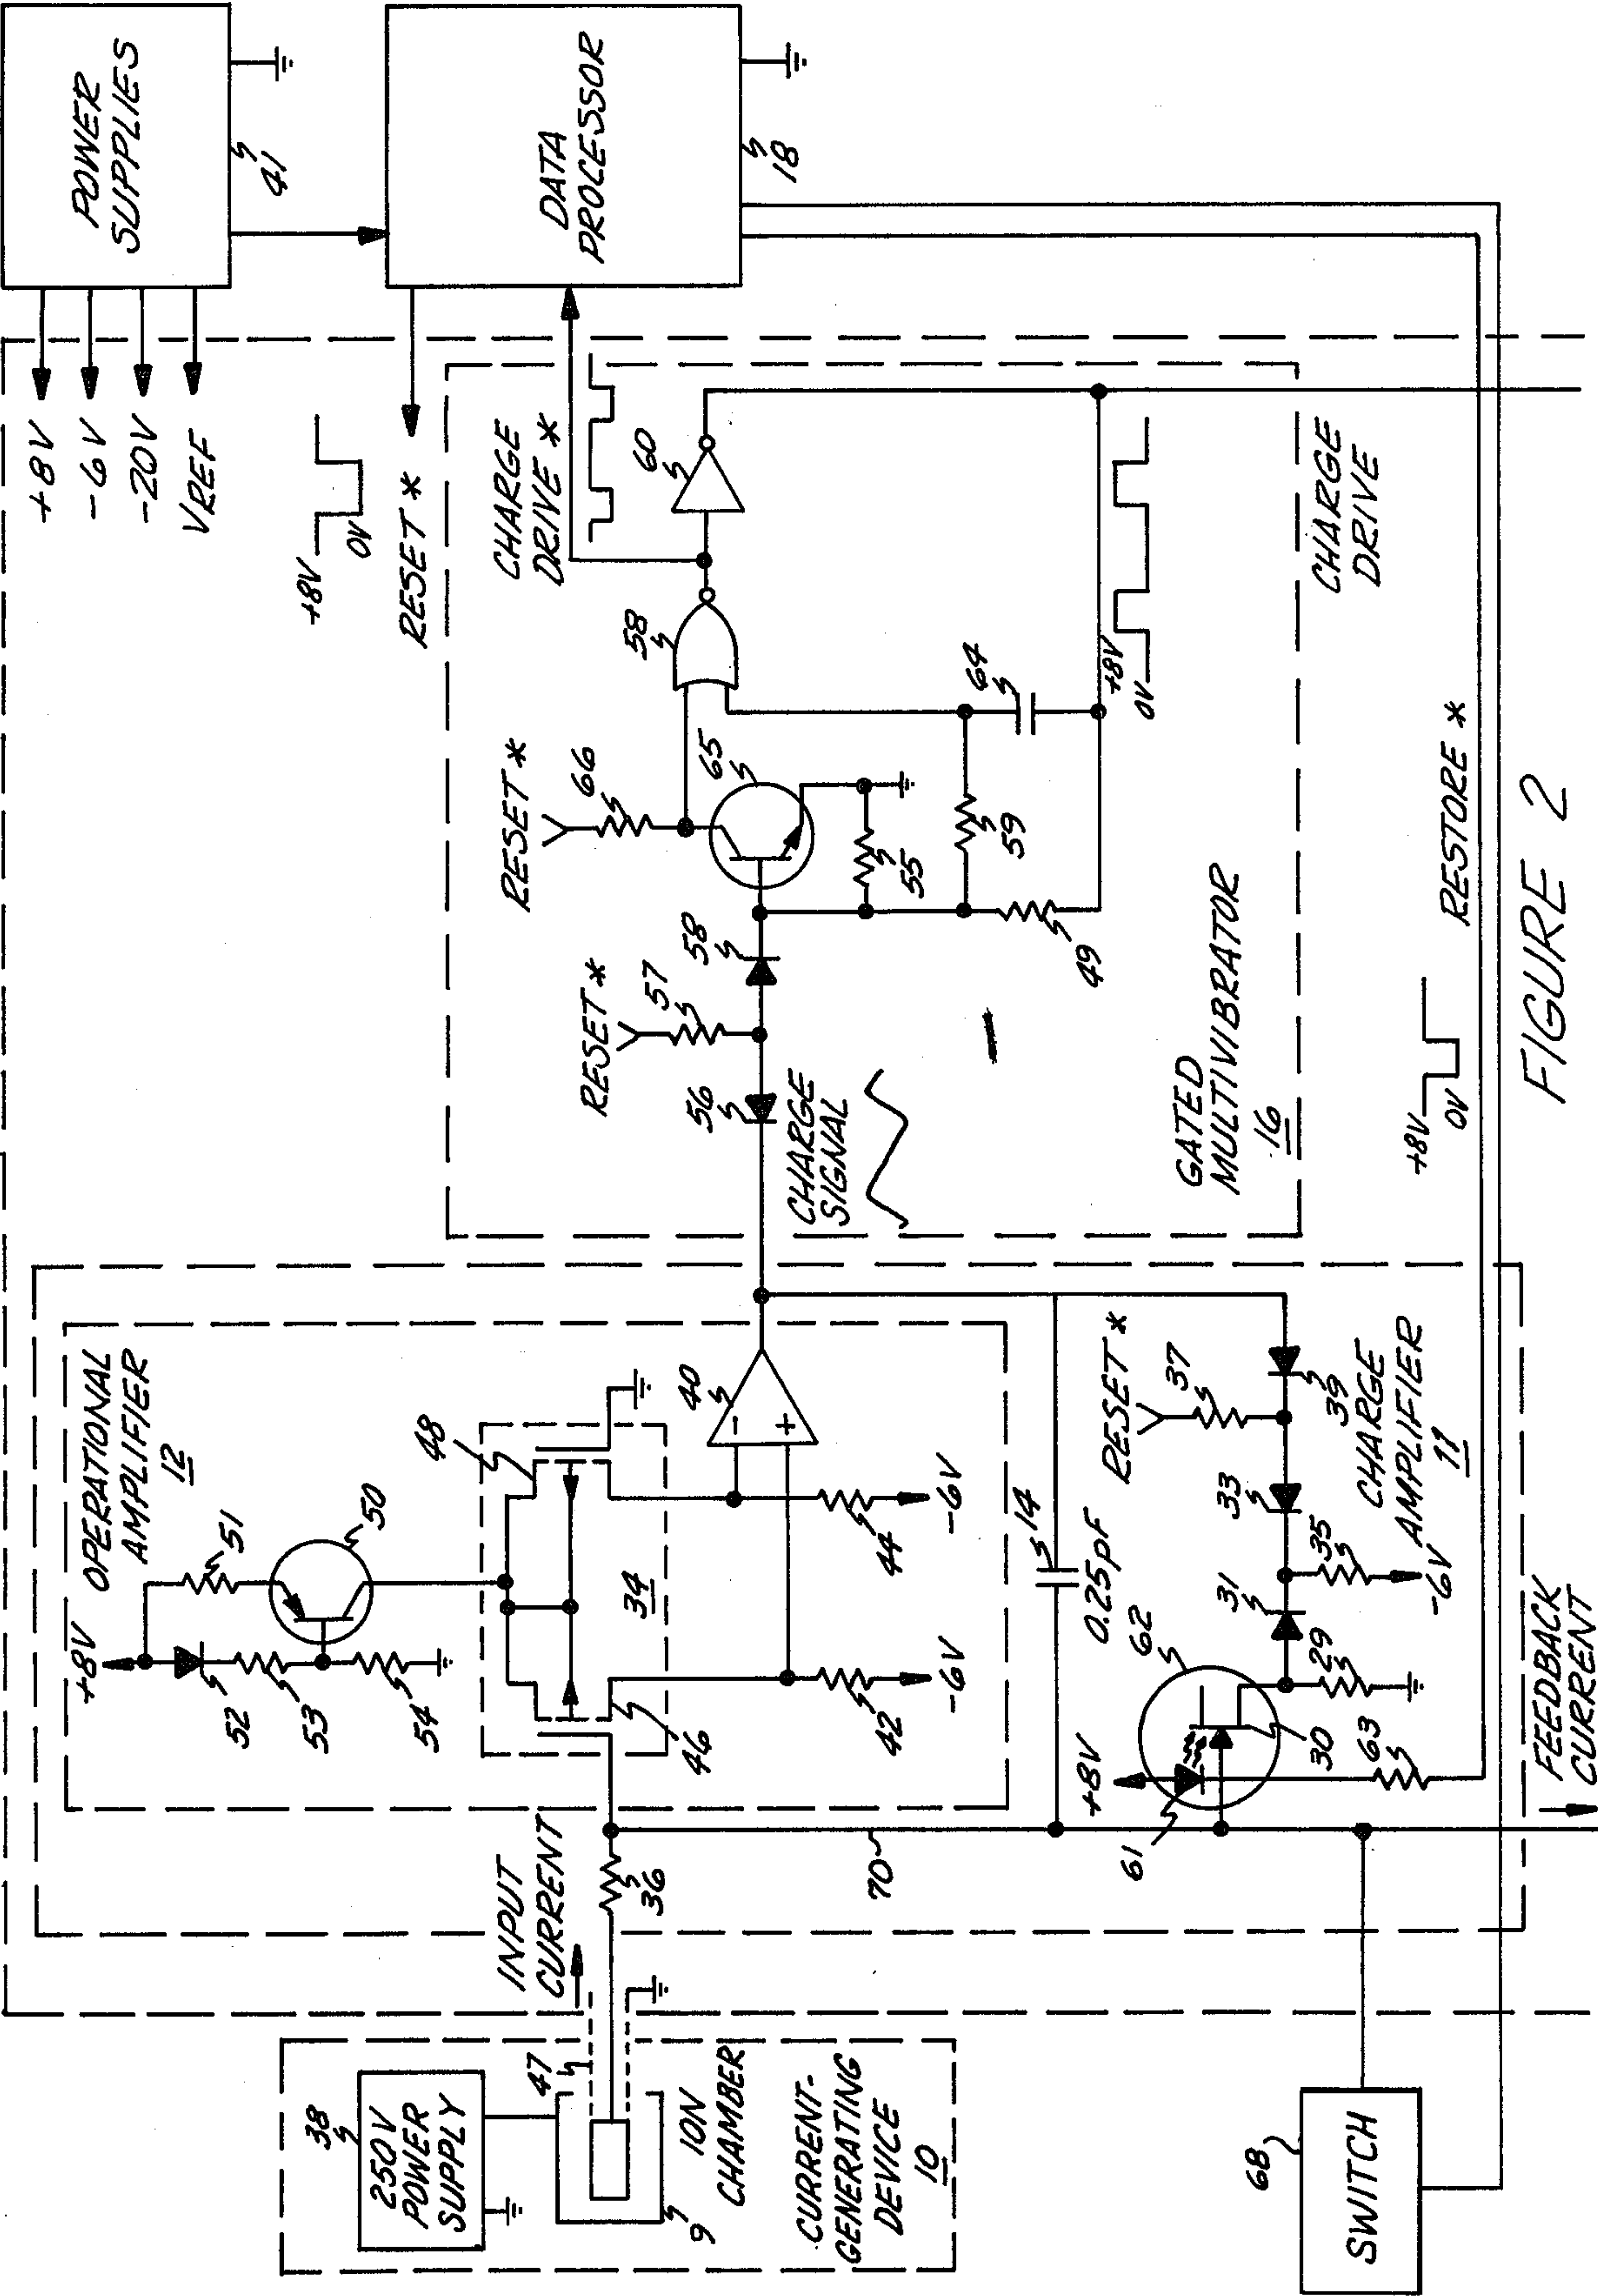 POWER
SUPPLIES
41
+8V
-6V
-20V
VREF
DATA
PROCESSOR
18
+8V
0V
RESET *
CHARGE
DRIVE *
60
58
RESET *
66
65
64
+8V
0V
CHARGE
DRIVE
59
55
49
58
RESET *
57
56
CHARGE
SIGNAL
GATED
MULTIVIBRATOR
16
RESTORE *
+8V
0V
OPERATIONAL
AMPLIFIER
12
+8V
51
50
52
53
54
48
34
46
40
-
+
44
-6V
42
-6V
14
0.25pF
RESET *
37
39
33
35
-6V
31
29
62
30
63
+8V
61
CHARGE
AMPLIFIER
11
FEEDBACK
CURRENT
INPUT
CURRENT
36
70
38
250V
POWER
SUPPLY
47
9
ION
CHAMBER
CURRENT-
GENERATING
DEVICE
10
68
SWITCH
FIGURE 2